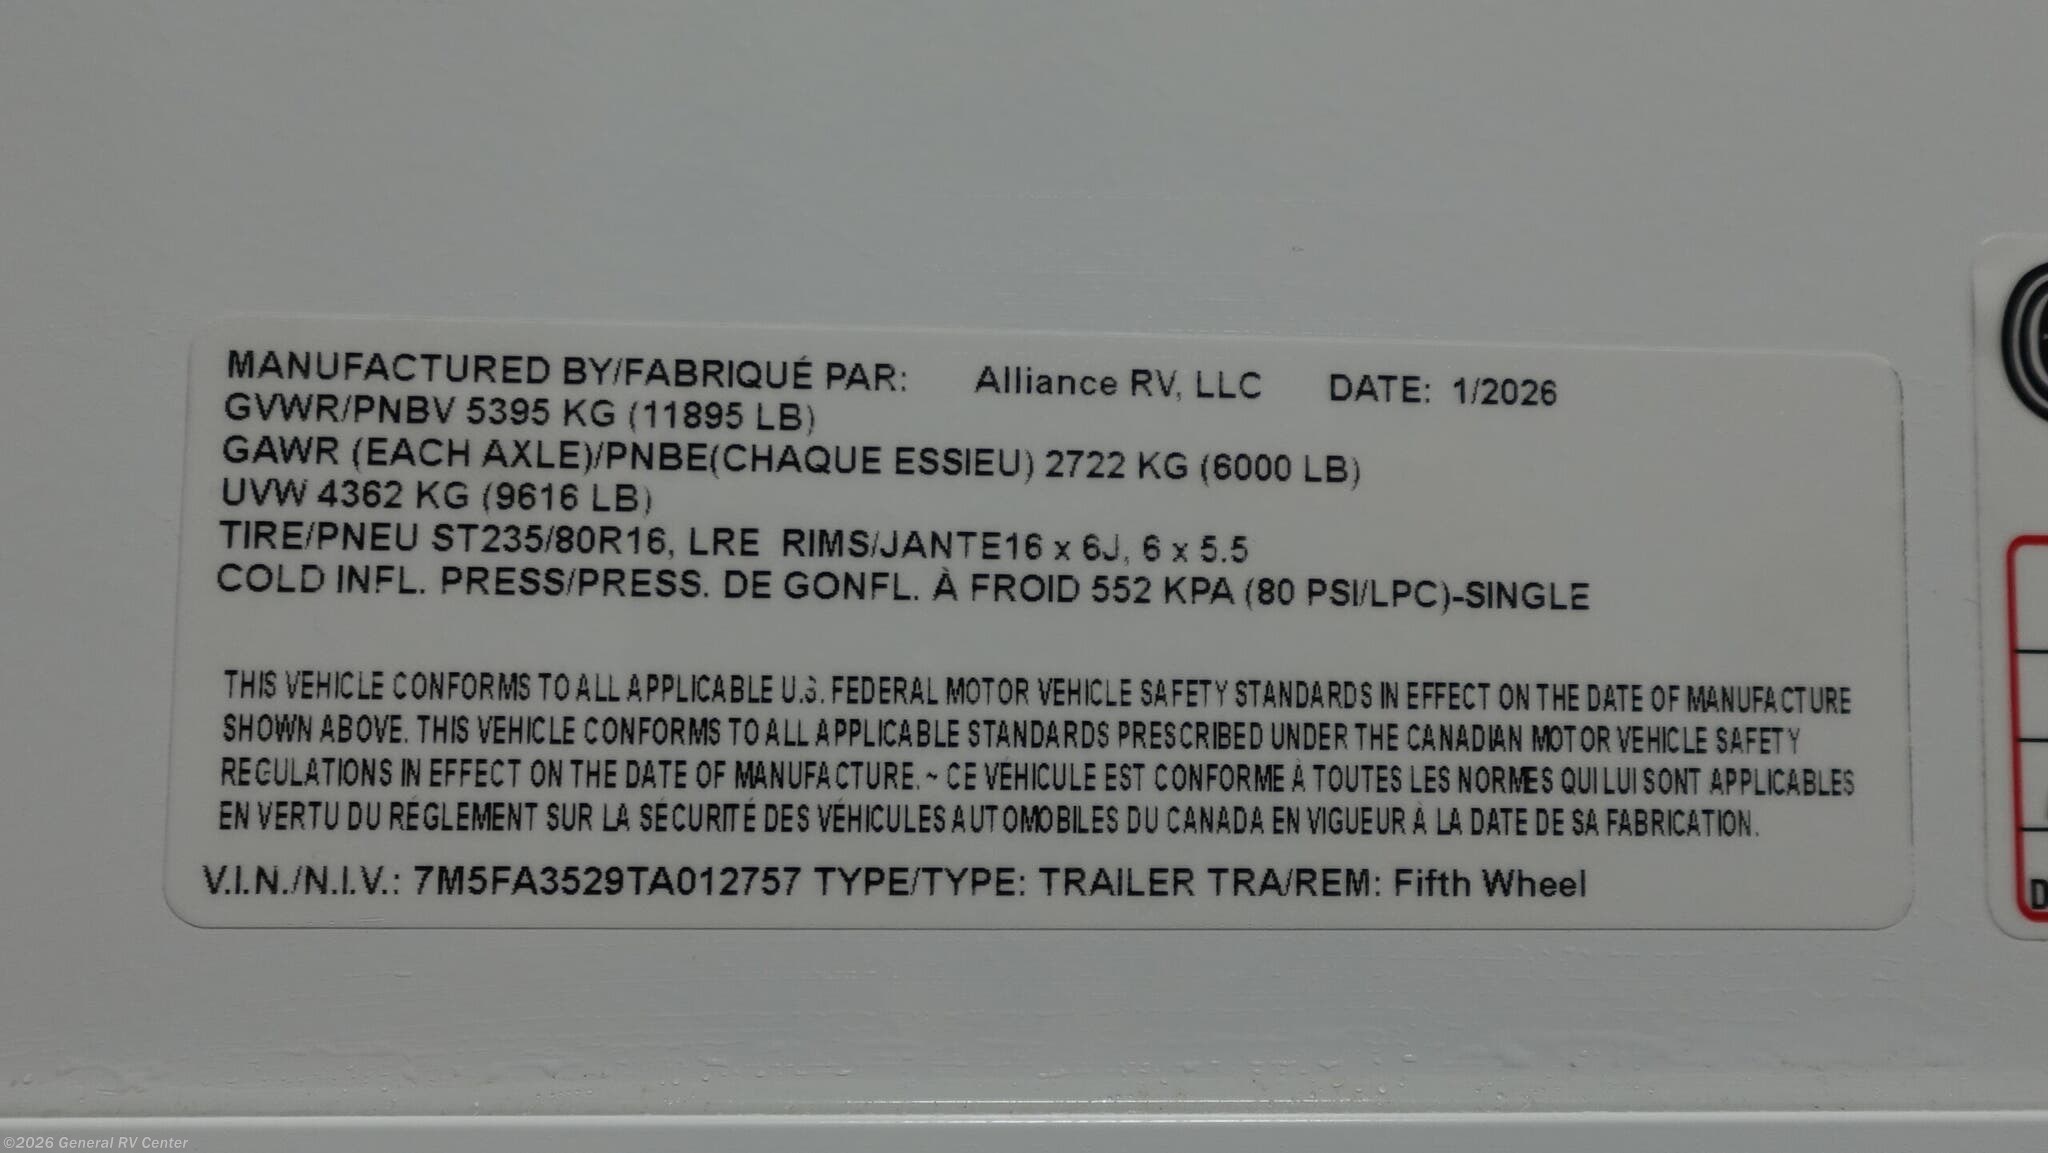 MANUFACTURED BY/FABRIQUÉ PAR: Alliance RV, LLC DATE: 1/2026
GVWR/PNBV 5395 KG (11895 LB)
GAWR (EACH AXLE)/PNBE(CHAQUE ESSIEU) 2722 KG (6000 LB)
UVW 4362 KG (9616 LB)
TIRE/PNEU ST235/80R16, LRE RIMS/JANTE16 x 6J, 6 x 5.5
COLD INFL. PRESS/PRESS. DE GONFL. À FROID 552 KPA (80 PSI/LPC)-SINGLE
THIS VEHICLE CONFORMS TO ALL APPLICABLE U.S. FEDERAL MOTOR VEHICLE SAFETY STANDARDS IN EFFECT ON THE DATE OF MANUFACTURE
SHOWN ABOVE. THIS VEHICLE CONFORMS TO ALL APPLICABLE STANDARDS PRESCRIBED UNDER THE CANADIAN MOTOR VEHICLE SAFETY
REGULATIONS IN EFFECT ON THE DATE OF MANUFACTURE. ~ CE VÉHICULE EST CONFORME À TOUTES LES NORMES QUI LUI SONT APPLICABLES
EN VERTU DU RÉGLEMENT SUR LA SÉCURITÉ DES VÉHICULES AUTOMOBILES DU CANADA EN VIGUEUR À LA DATE DE SA FABRICATION.
V.I.N./N.I.V.: 7M5FA3529TA012757 TYPE/TYPE: TRAILER TRA/REM: Fifth Wheel
D
©2026 General RV Center